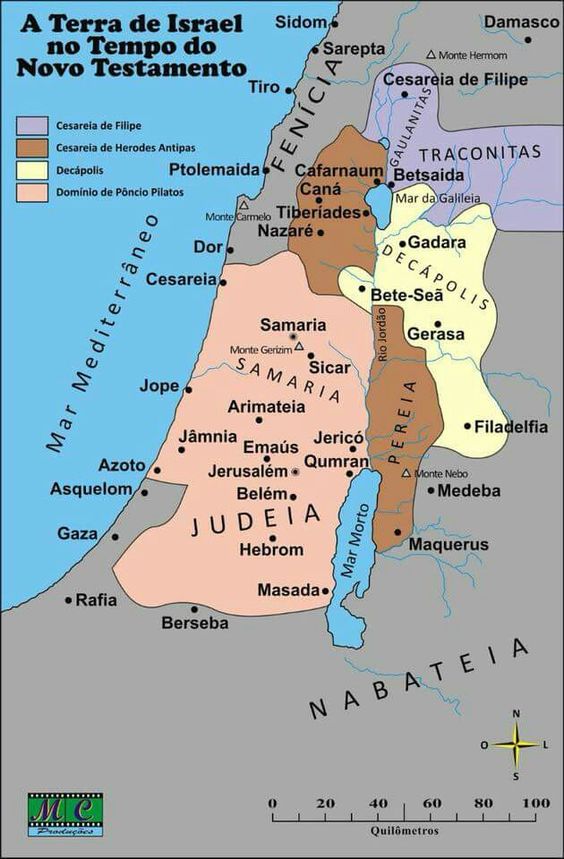 A Terra de Israel
no Tempo do
Novo Testamento
Cesareia de Filipe
Cesareia de Herodes Antipas
Decápolis
Domínio de Pôncio Pilatos
Sidom
Damasco
Sarepta
Monte Hermom
Tiro
Cesareia de Filipe
FENÍCIA
GAULANITAS
TRACONITAS
Ptolemaida
Cafarnaum
Betsaida
Caná
Mar da Galileia
Monte Carmelo
Tiberíades
Nazaré
Gadara
Dor
DECÁPOLIS
Cesareia
Bete-Seã
Mar Mediterrâneo
Samaria
Rio Jordão
Gerasa
Monte Gerizim
Sicar
SAMARIA
Jope
PEREIA
Arimateia
Filadelfia
Jâmnia
Emaús
Jericó
Azoto
Jerusalém
Qumran
Monte Nebo
Asquelom
Belém
Medeba
JUDEIA
Mar Morto
Gaza
Hebrom
Maquerus
Masada
Rafia
Berseba
NABATEIA
N
O
L
S
M C
Produções
0 20 40 60 80 100
Quilômetros